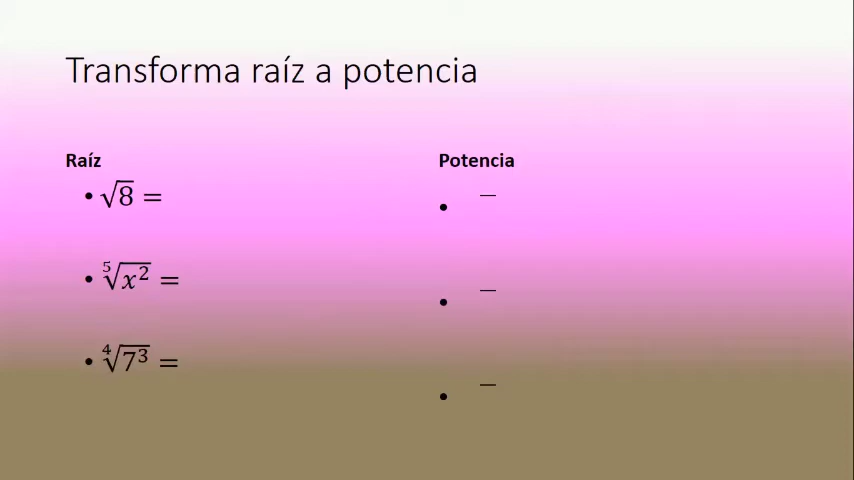 Transforma raíz a potencia
Raíz
• √8 =
• ⁵√x² =
• ⁴√7³ =
Potencia
• —
• —
• —